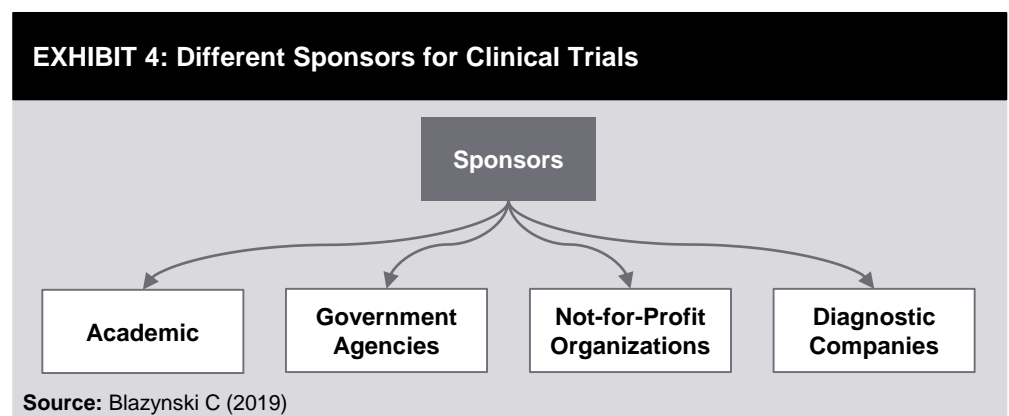 EXHIBIT 4: Different Sponsors for Clinical Trials
Sponsors
Academic
Government
Agencies
Not-for-Profit
Organizations
Diagnostic
Companies
Source: Blazynski C (2019)